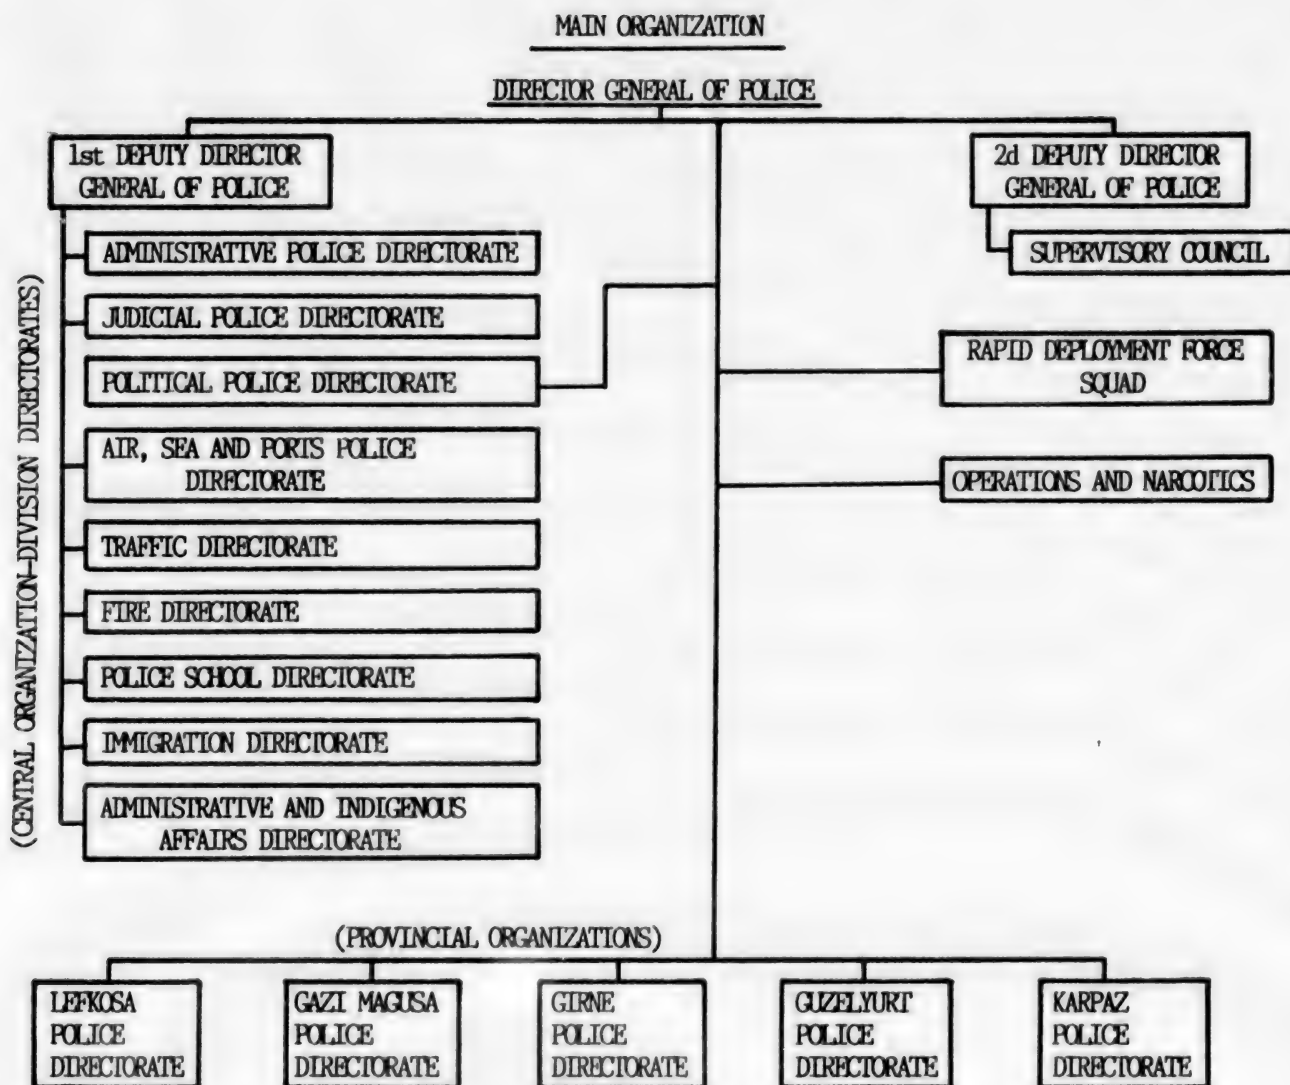 MAIN ORGANIZATION
DIRECTOR GENERAL OF POLICE
1st DEPUTY DIRECTOR
GENERAL OF POLICE
2d DEPUTY DIRECTOR
GENERAL OF POLICE
SUPERVISORY COUNCIL
(CENTRAL ORGANIZATION-DIVISION DIRECTORATES)
ADMINISTRATIVE POLICE DIRECTORATE
JUDICIAL POLICE DIRECTORATE
POLITICAL POLICE DIRECTORATE
AIR, SEA AND PORTS POLICE
DIRECTORATE
TRAFFIC DIRECTORATE
FIRE DIRECTORATE
POLICE SCHOOL DIRECTORATE
IMMIGRATION DIRECTORATE
ADMINISTRATIVE AND INDIGENOUS
AFFAIRS DIRECTORATE
RAPID DEPLOYMENT FORCE
SQUAD
OPERATIONS AND NARCOTICS
(PROVINCIAL ORGANIZATIONS)
LEFKOSA
POLICE
DIRECTORATE
GAZI MAGUSA
POLICE
DIRECTORATE
GIRNE
POLICE
DIRECTORATE
GUZELYURT
POLICE
DIRECTORATE
KARPAZ
POLICE
DIRECTORATE